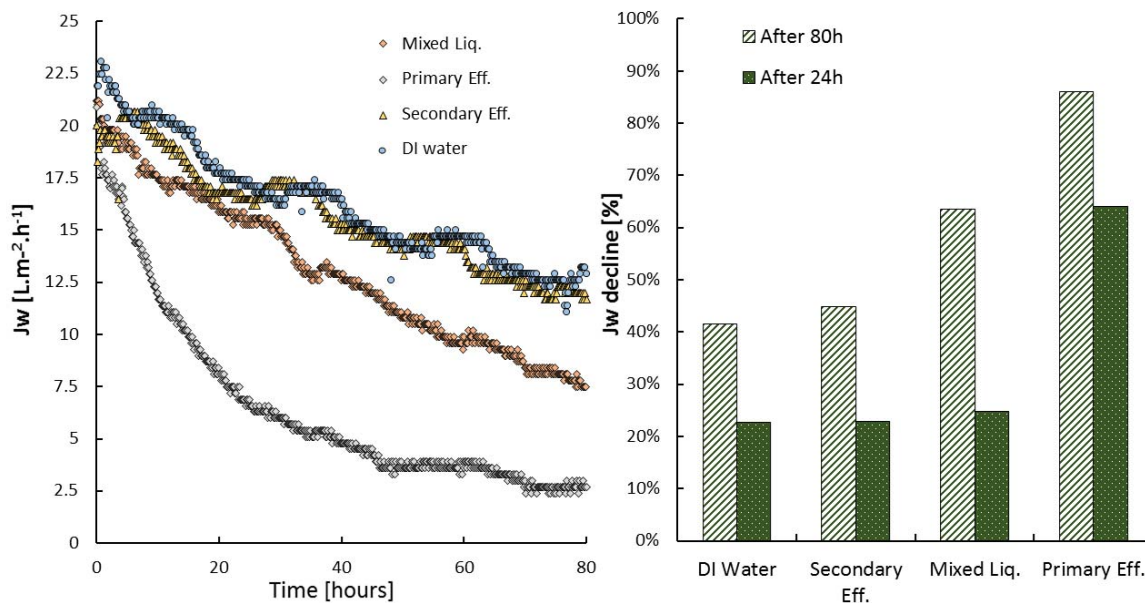 Jw [L.m-².h-¹]
25
22.5
20
17.5
15
12.5
10
7.5
5
2.5
0
Mixed Liq.
Primary Eff.
Secondary Eff.
DI water
0 20 40 60 80
Time [hours]
Jw decline [%]
100%
90%
80%
70%
60%
50%
40%
30%
20%
10%
0%
After 80h
After 24h
DI Water Secondary Mixed Liq. Primary Eff.
Eff.